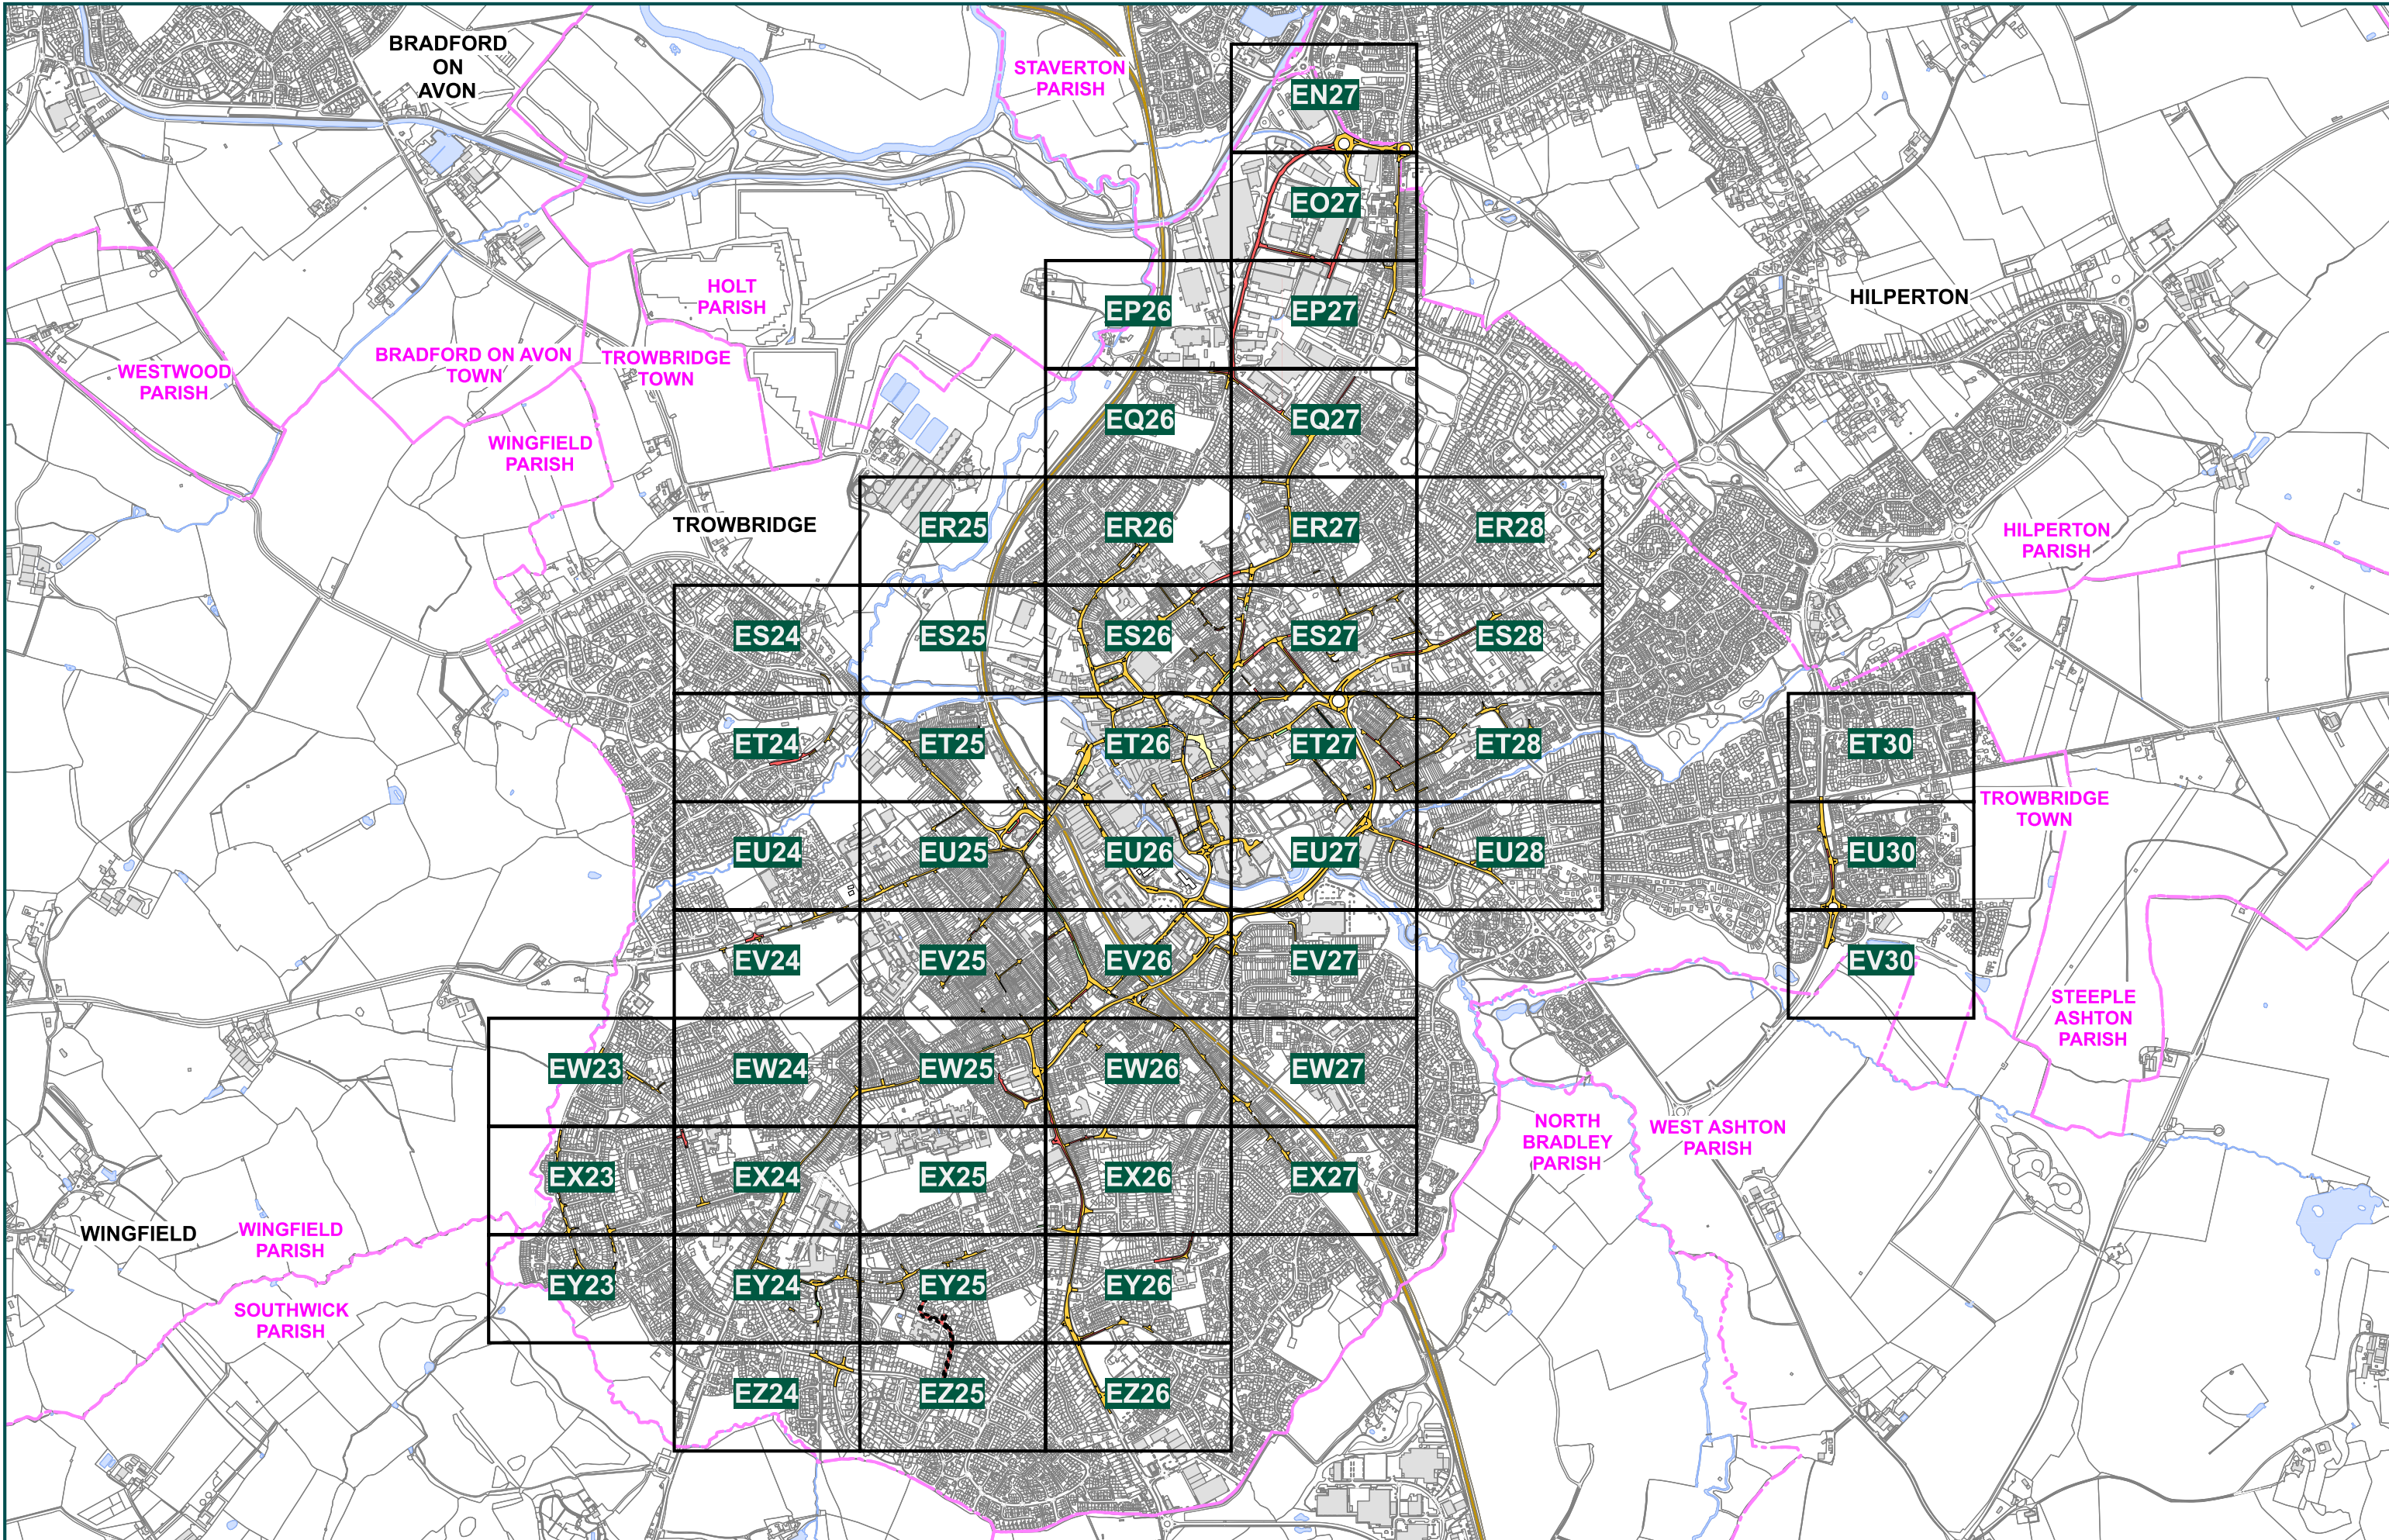 BRADFORD
ON
AVON
STAVERTON
PARISH
EN27
EO27
HOLT
PARISH
EP26
EP27
HILPERTON
WESTWOOD
PARISH
BRADFORD ON AVON
TOWN
TROWBRIDGE
TOWN
WINGFIELD
PARISH
EQ26
EQ27
TROWBRIDGE
ER25
ER26
ER27
ER28
HILPERTON
PARISH
ES24
ES25
ES26
ES27
ES28
ET24
ET25
ET26
ET27
ET28
ET30
TROWBRIDGE
TOWN
EU24
EU25
EU26
EU27
EU28
EU30
EV24
EV25
EV26
EV27
EV30
STEEPLE
ASHTON
PARISH
EW23
EW24
EW25
EW26
EW27
NORTH
BRADLEY
PARISH
WEST ASHTON
PARISH
EX23
EX24
EX25
EX26
EX27
WINGFIELD
WINGFIELD
PARISH
EY23
EY24
EY25
EY26
SOUTHWICK
PARISH
EZ24
EZ25
EZ26